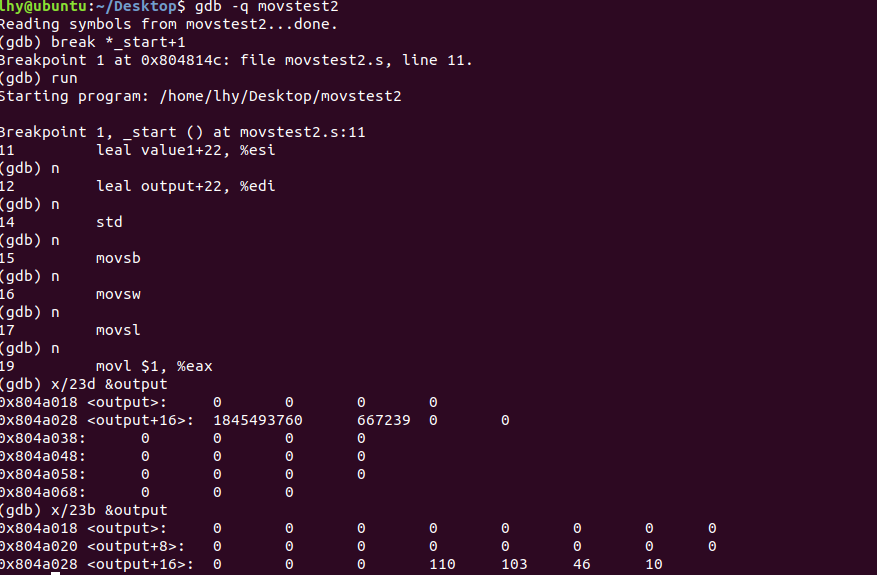 lhy@ubuntu:~/Desktop$ gdb -q movstest2
Reading symbols from movstest2...done.
(gdb) break *_start+1
Breakpoint 1 at 0x804814c: file movstest2.s, line 11.
(gdb) run
Starting program: /home/lhy/Desktop/movstest2

Breakpoint 1, _start () at movstest2.s:11
11 leal value1+22, %esi
(gdb) n
12 leal output+22, %edi
(gdb) n
14 std
(gdb) n
15 movsb
(gdb) n
16 movsw
(gdb) n
17 movsl
(gdb) n
19 movl $1, %eax
(gdb) x/23d &output
0x804a018 <output>: 0 0 0 0
0x804a028 <output+16>: 1845493760 667239 0 0
0x804a038: 0 0 0 0
0x804a048: 0 0 0 0
0x804a058: 0 0 0 0
0x804a068: 0 0 0
(gdb) x/23b &output
0x804a018 <output>: 0 0 0 0 0 0 0 0
0x804a020 <output+8>: 0 0 0 0 0 0 0 0
0x804a028 <output+16>: 0 0 0 110 103 46 10